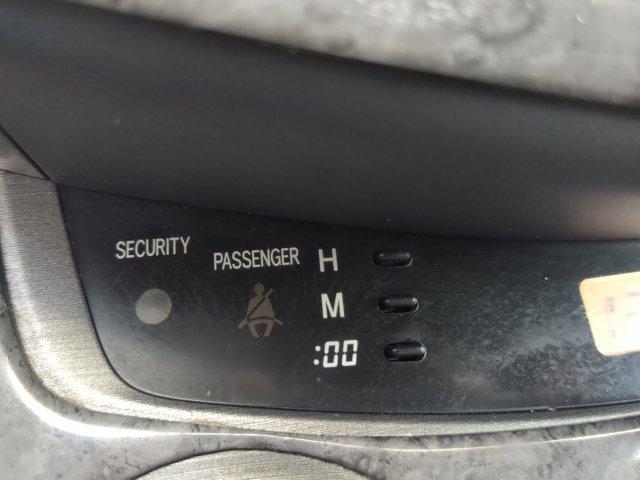 SECURITY
PASSENGER
H
M
:00